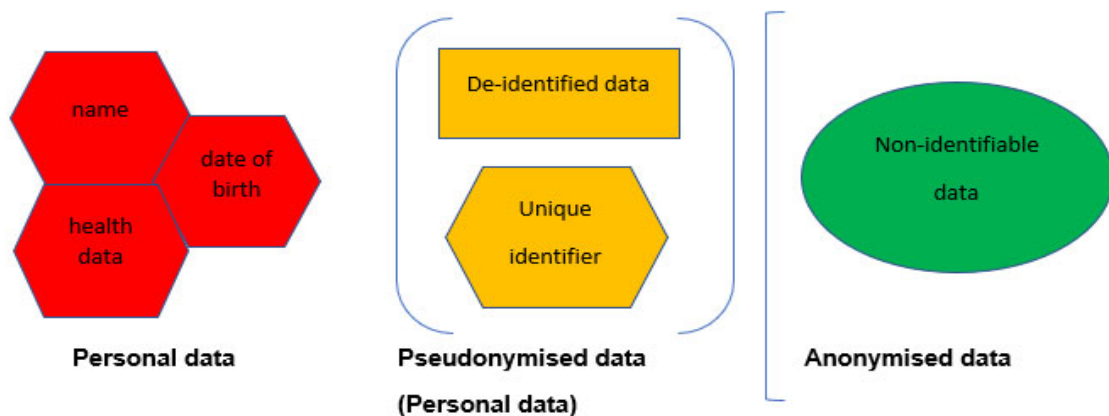 name
date of
birth
health
data
Personal data
De-identified data
Unique
identifier
Pseudonymised data
(Personal data)
Non-identifiable
data
Anonymised data